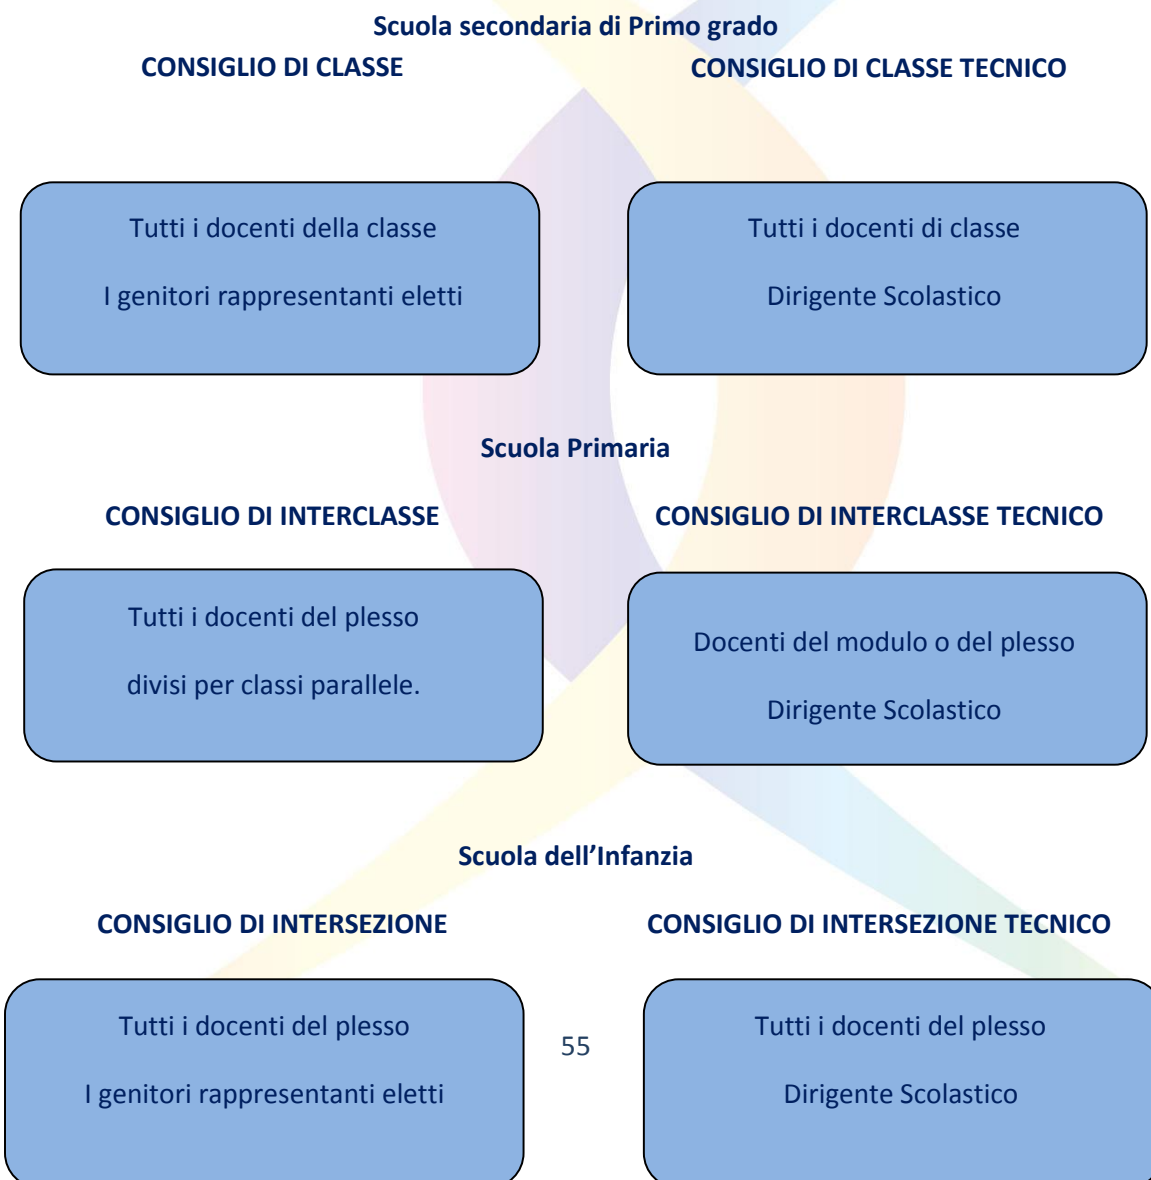 Scuola secondaria di Primo grado
CONSIGLIO DI CLASSE
CONSIGLIO DI CLASSE TECNICO
Tutti i docenti della classe
I genitori rappresentanti eletti
Tutti i docenti di classe
Dirigente Scolastico
Scuola Primaria
CONSIGLIO DI INTERCLASSE
CONSIGLIO DI INTERCLASSE TECNICO
Tutti i docenti del plesso
divisi per classi parallele.
Docenti del modulo o del plesso
Dirigente Scolastico
Scuola dell’Infanzia
CONSIGLIO DI INTERSEZIONE
CONSIGLIO DI INTERSEZIONE TECNICO
Tutti i docenti del plesso
I genitori rappresentanti eletti
55
Tutti i docenti del plesso
Dirigente Scolastico